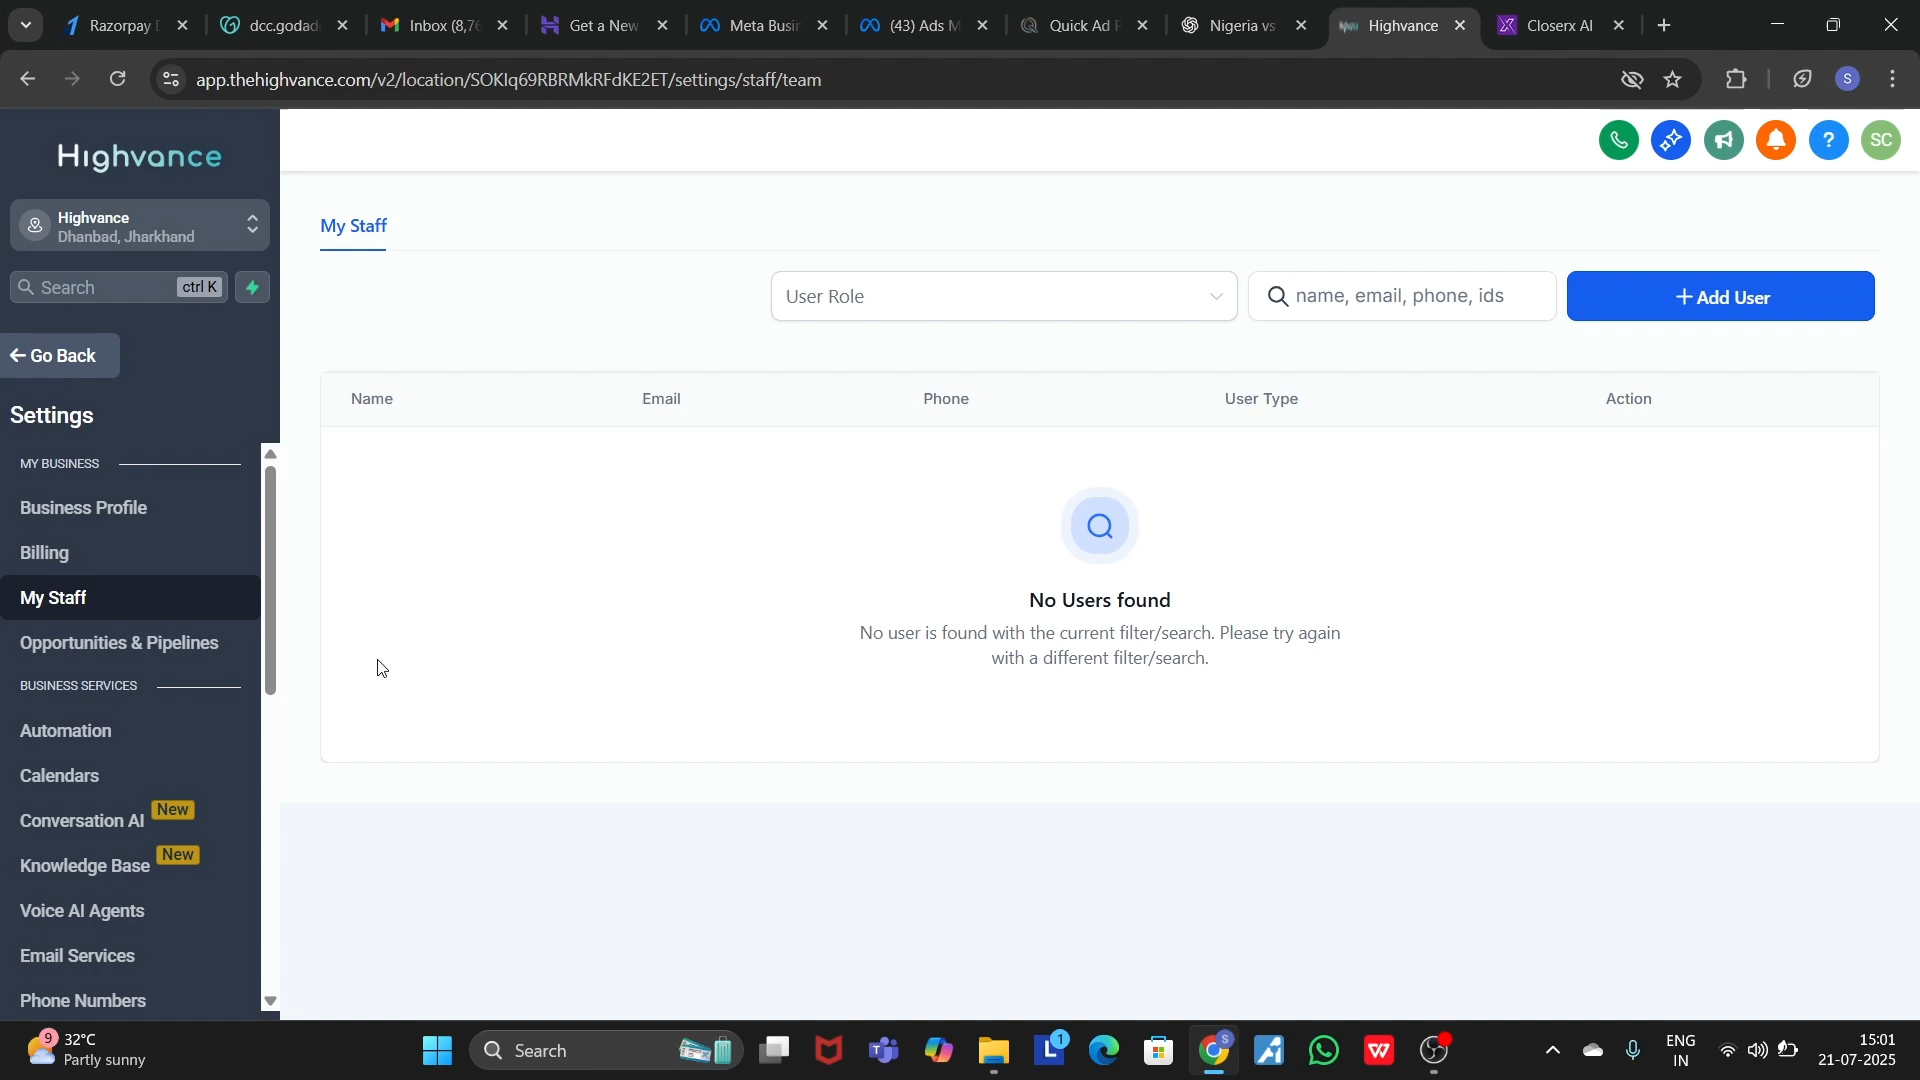 Razorpay
dcc.godad
Inbox (8,76
Get a New
Meta Busi
(43) Ads M
Quick Ad
Nigeria vs
Highvance
Closerx AI
app.thehighvance.com/v2/location/SOKlq69RBRMkRFdKE2ET/settings/staff/team
S
Highvance
SC
Highvance
Dhanbad, Jharkhand
Search
ctrl K
Go Back
Settings
MY BUSINESS
Business Profile
Billing
My Staff
Opportunities & Pipelines
BUSINESS SERVICES
Automation
Calendars
Conversation AI New
Knowledge Base New
Voice AI Agents
Email Services
Phone Numbers
My Staff
User Role
name, email, phone, ids
+ Add User
Name Email Phone User Type Action
No Users found
No user is found with the current filter/search. Please try again
with a different filter/search.
9
32°C
Partly sunny
Search
L 1
S
W
ENG
IN
15:01
21-07-2025